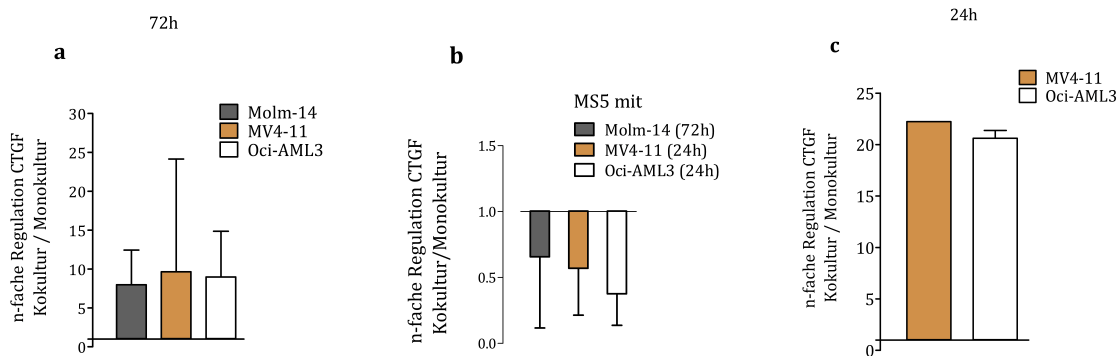 72h
a
n-fache Regulation CTGF
Kokultur / Monokultur
30
25
20
15
10
5
0
Molm-14
MV4-11
Oci-AML3
b
MS5 mit
Molm-14 (72h)
MV4-11 (24h)
Oci-AML3 (24h)
n-fache Regulation CTGF
Kokultur/Monokultur
1.5
1.0
0.5
0.0
24h
c
MV4-11
Oci-AML3
n-fache Regulation CTGF
Kokultur / Monokultur
25
20
15
10
5
0